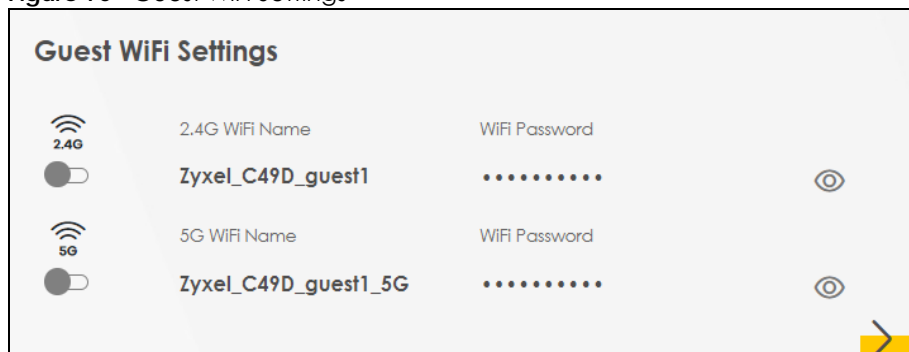 Guest WiFi Settings
2.4G
2.4G WiFi Name WiFi Password
Zyxel_C49D_guest1 ••••••••••
5G
5G WiFi Name WiFi Password
Zyxel_C49D_guest1_5G ••••••••••